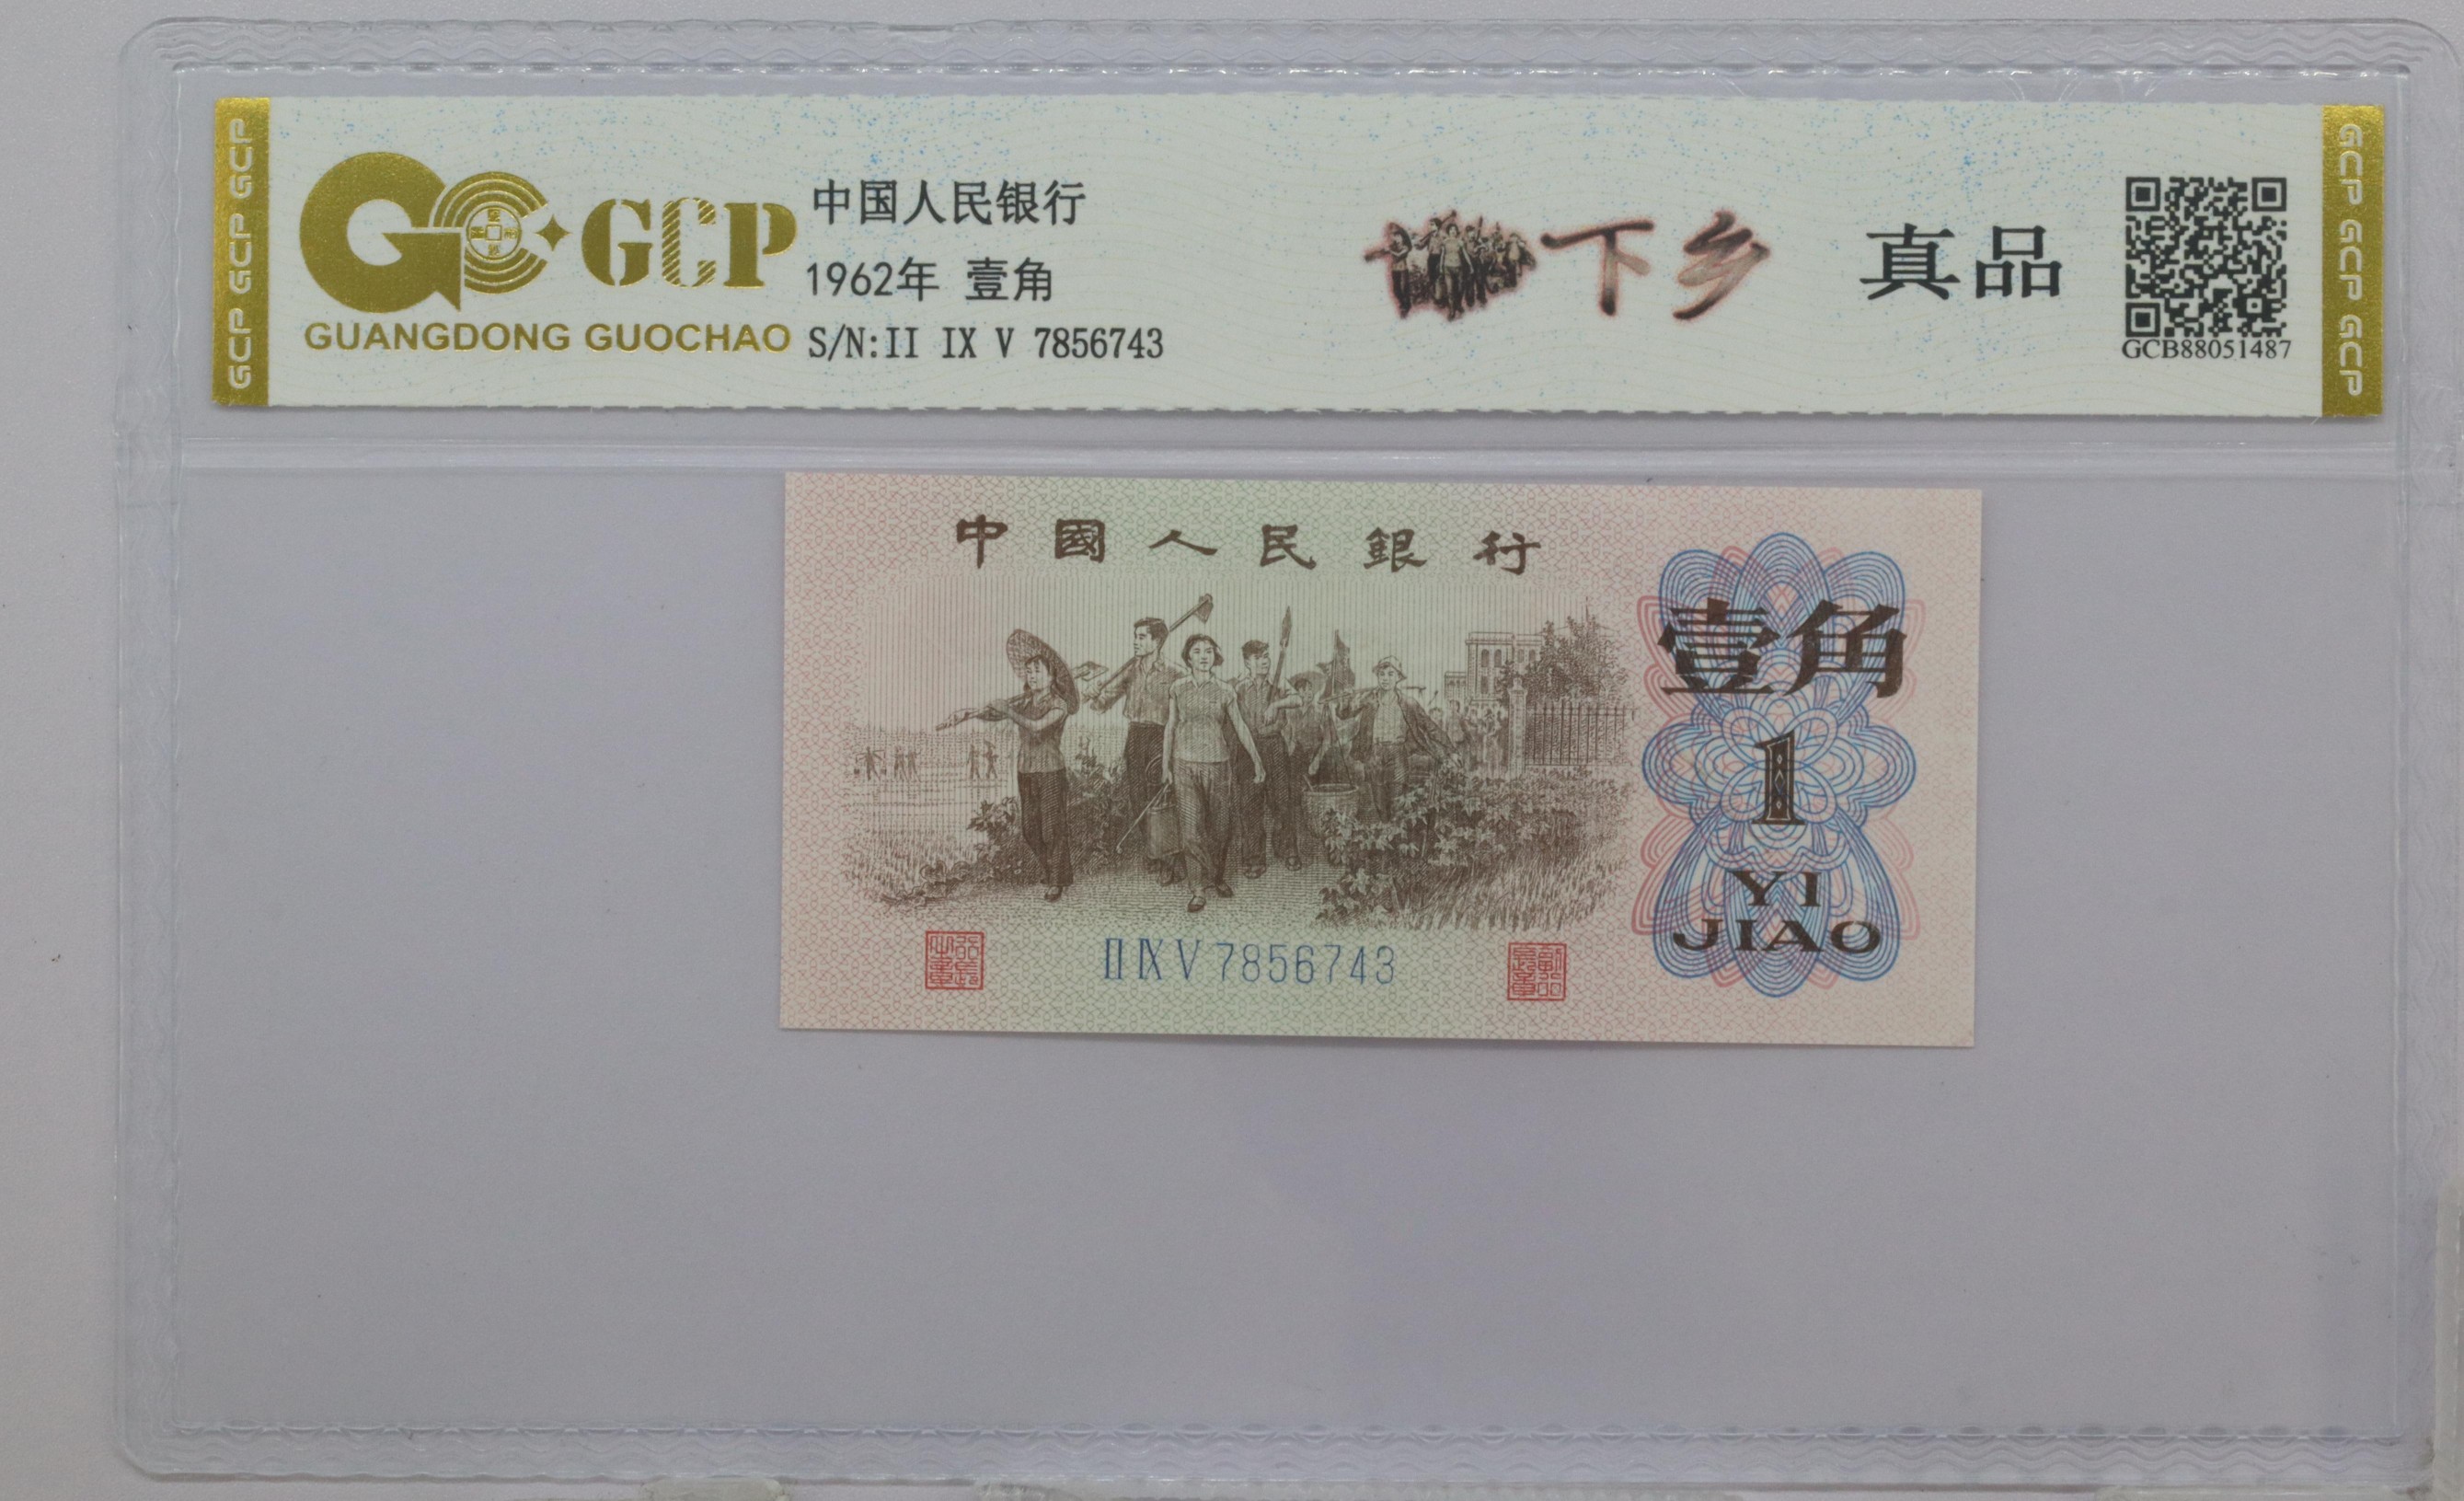 GCP GCP GCP
GCP
GUANGDONG GUOCHAO
中国人民银行
1962年 壹角
S/N:II IX V 7856743
下乡
真品
GCB88051487
GCP GCP GCP
中國人民銀行
壹角
1
YI
JIAO
II IX V 7856743